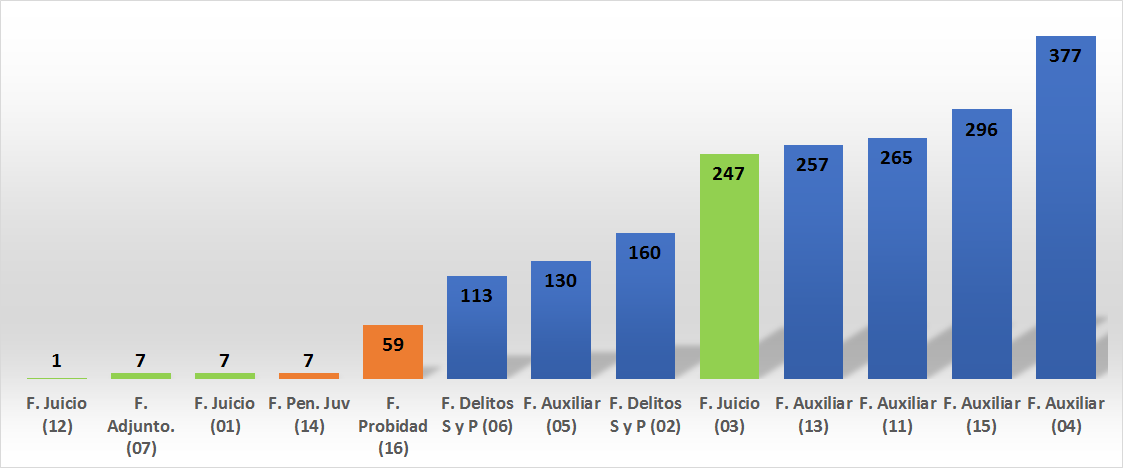 377
296
265
257
247
160
130
113
59
1
7
7
7
F. Juicio (12)
F. Adjunto. (07)
F. Juicio (01)
F. Pen. Juv (14)
F. Probidad (16)
F. Delitos S y P (06)
F. Auxiliar (05)
F. Delitos S y P (02)
F. Juicio (03)
F. Auxiliar (13)
F. Auxiliar (11)
F. Auxiliar (15)
F. Auxiliar (04)